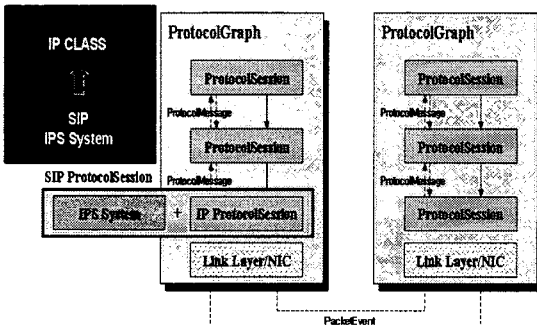 IP CLASS
SIP
IPS System
ProtocolGraph
ProtocolSession
ProtocolMessage
ProtocolSession
ProtocolMessage
SIP ProtocolSession
IPS System + IP ProtocolSession
Link Layer/NIC
ProtocolGraph
ProtocolSession
ProtocolMessage
ProtocolSession
ProtocolMessage
ProtocolSession
Link Layer/NIC
PacketEvent